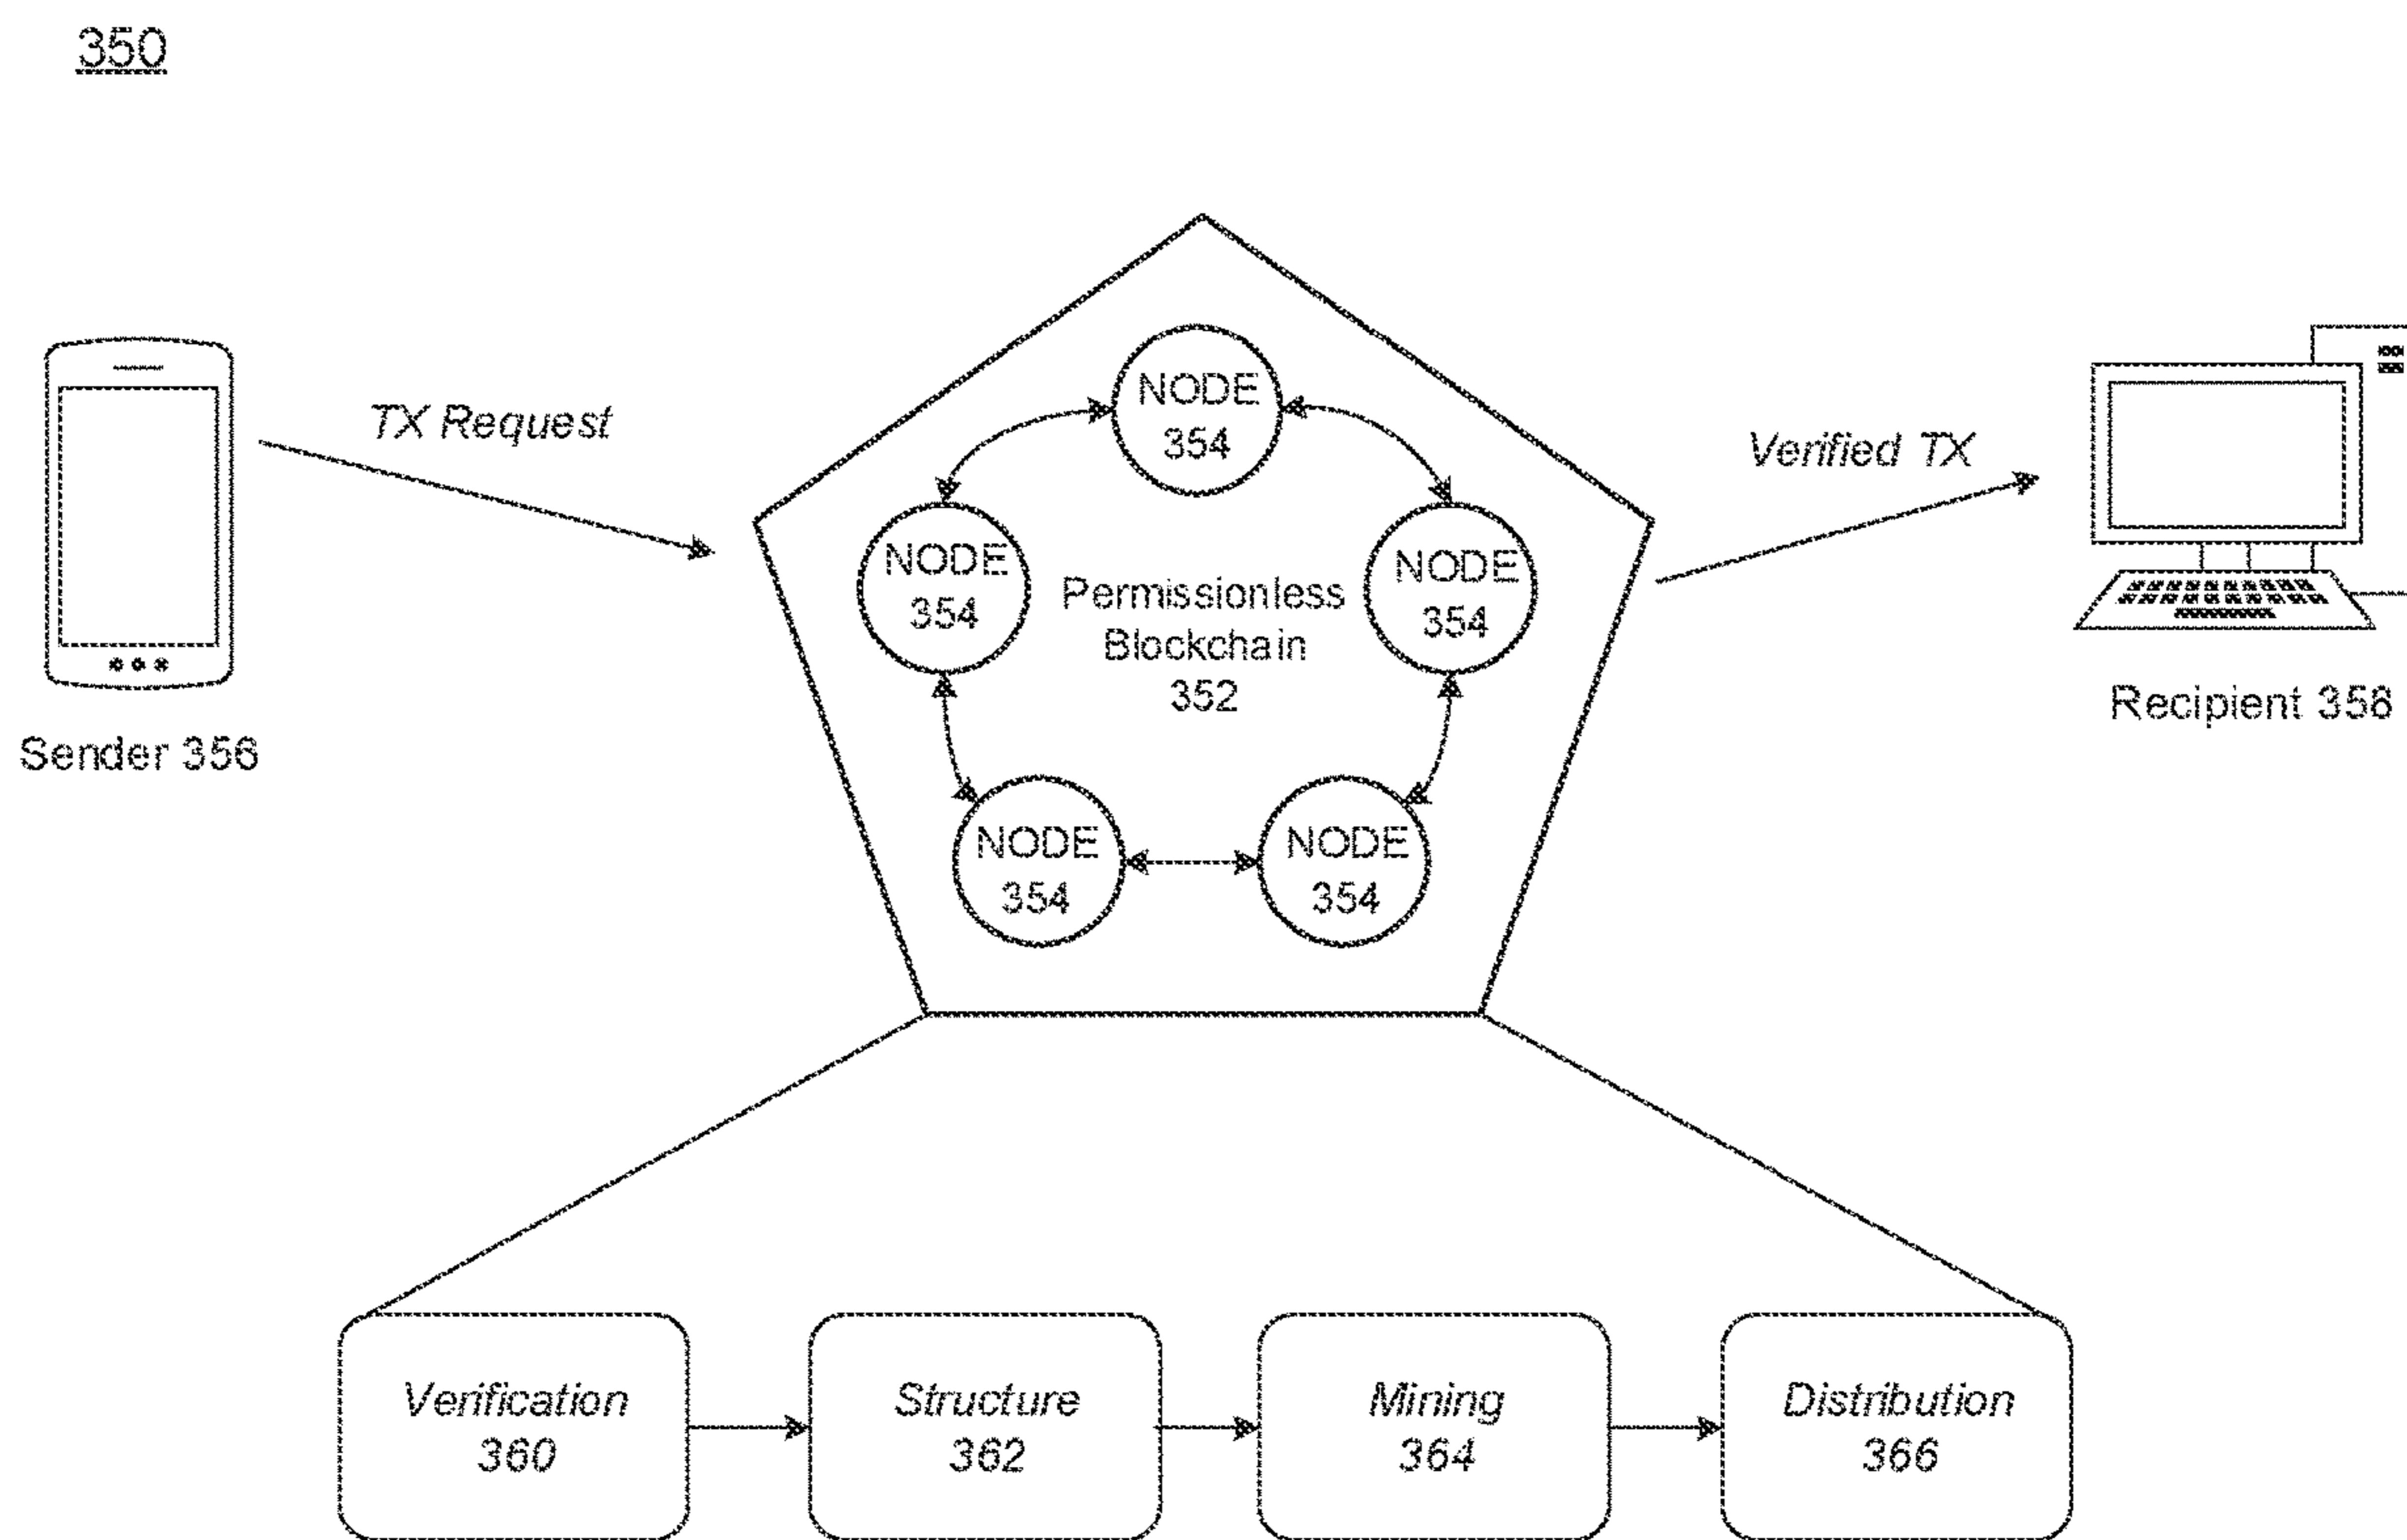 350
TX Request
Verified TX
NODE
354
NODE
354
NODE
354
Permissionless
Blockchain
352
NODE
354
NODE
354
Sender 356
Recipient 358
Verification
360
Structure
362
Mining
364
Distribution
366